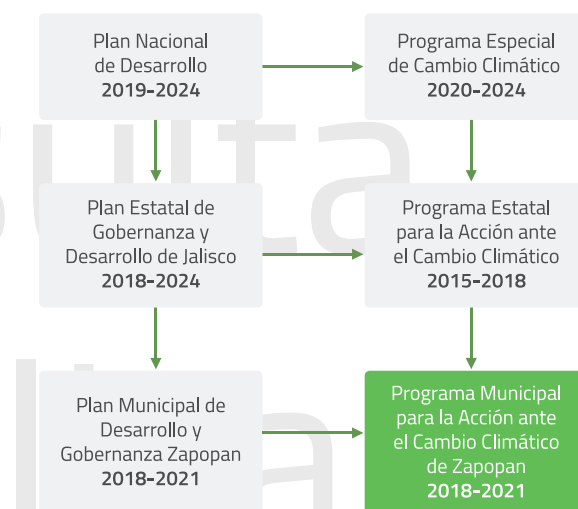 Plan Nacional
de Desarrollo
2019-2024
Programa Especial
de Cambio Climático
2020-2024
Plan Estatal de
Gobernanza y
Desarrollo de Jalisco
2018-2024
Programa Estatal
para la Acción ante
el Cambio Climático
2015-2018
Plan Municipal de
Desarrollo y
Gobernanza Zapopan
2018-2021
Programa Municipal
para la Acción ante
el Cambio Climático
de Zapopan
2018-2021